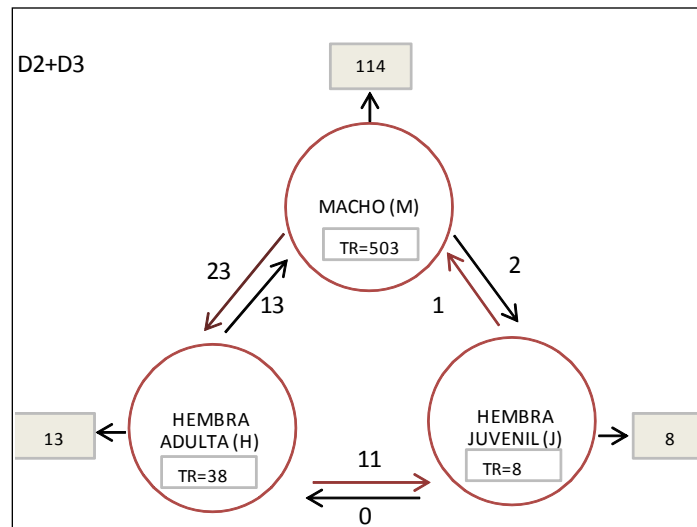 D2+D3
114
MACHO (M)
TR=503
23
13
2
1
HEMBRA
ADULTA (H)
TR=38
13
HEMBRA
JUVENIL (J)
TR=8
8
11
0